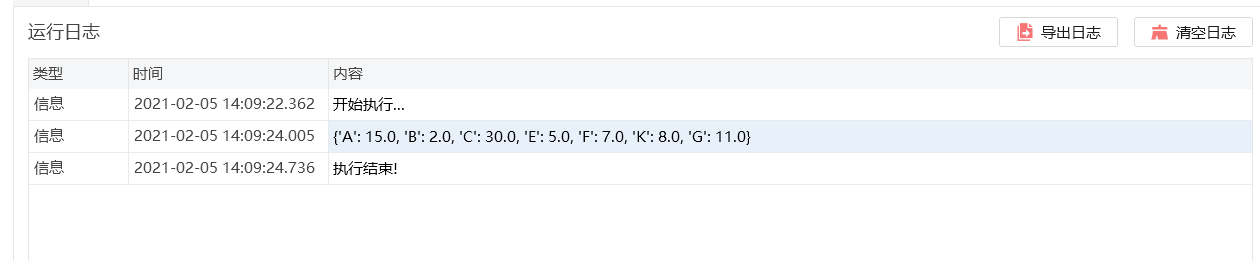 运行日志 导出日志 清空日志
类型 时间 内容
信息 2021-02-05 14:09:22.362 开始执行...
信息 2021-02-05 14:09:24.005 {'A': 15.0, 'B': 2.0, 'C': 30.0, 'E': 5.0, 'F': 7.0, 'K': 8.0, 'G': 11.0}
信息 2021-02-05 14:09:24.736 执行结束!